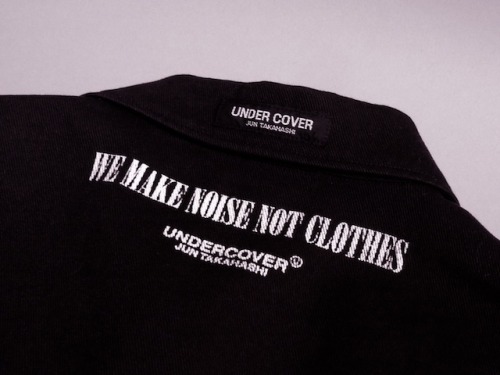 UNDER COVER
JUN TAKAHASHI
WE MAKE NOISE NOT CLOTHES
UNDERCOVER
JUN TAKAHASHI